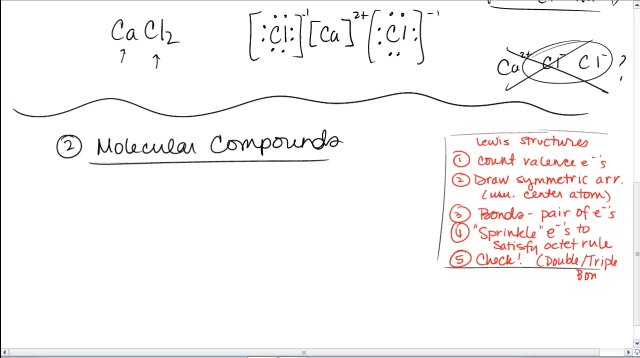 CaCl2 [:Cl:]-1 [Ca]2+ [:Cl:]-1
Ca2+ Cl- Cl- ?
② Molecular Compounds
Lewis structures
① count valence e-'s
② Draw symmetric arr.
(usu. center atom)
③ Bonds - pair of e-'s
④ "Sprinkle" e-'s to
satisfy octet rule
⑤ Check! (Double/Triple
Bon